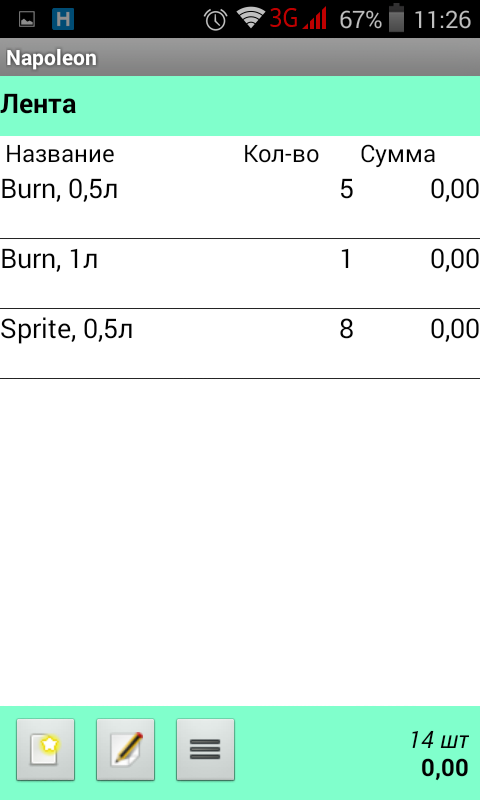 H 3G 67% 11:26
Napoleon
Лента
Название Кол-во Сумма
Burn, 0,5л 5 0,00
Burn, 1л 1 0,00
Sprite, 0,5л 8 0,00
14 шт
0,00